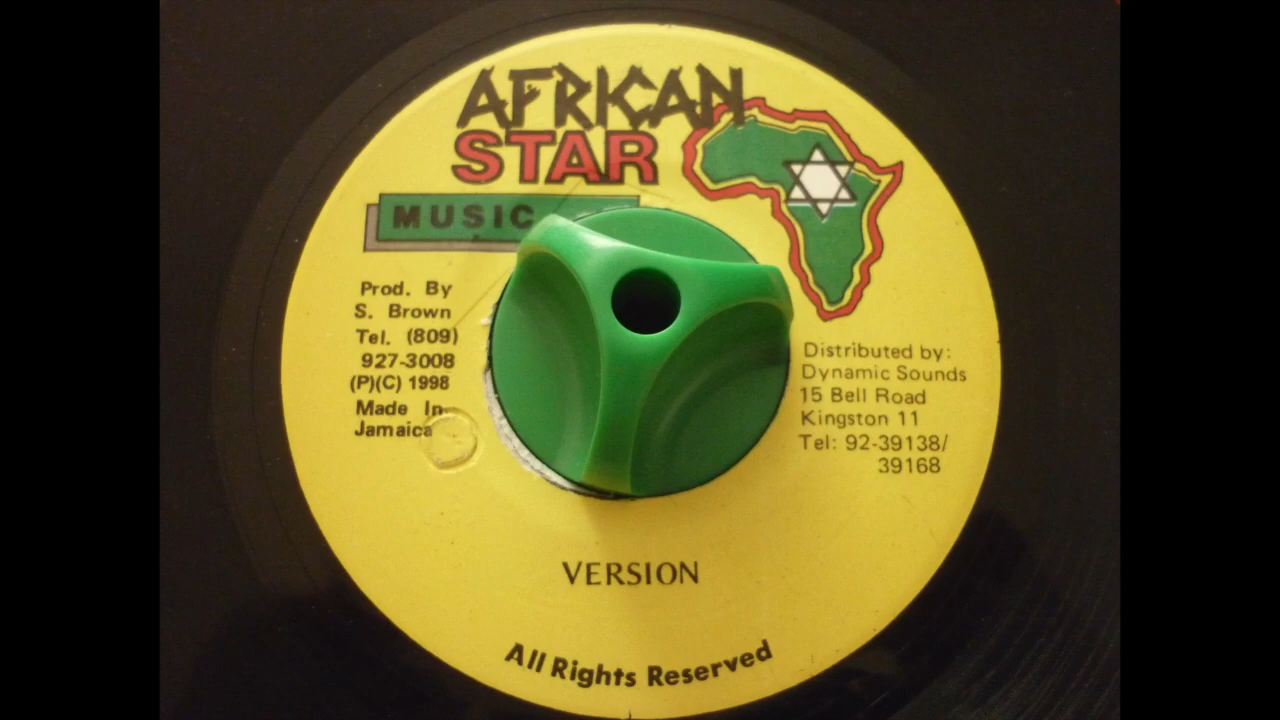 AFRICAN
STAR
MUSIC
Prod. By
S. Brown
Tel. (809)
927-3008
(P)(C) 1998
Made In
Jamaica
Distributed by:
Dynamic Sounds
15 Bell Road
Kingston 11
Tel: 92-39138/
39168
VERSION
All Rights Reserved